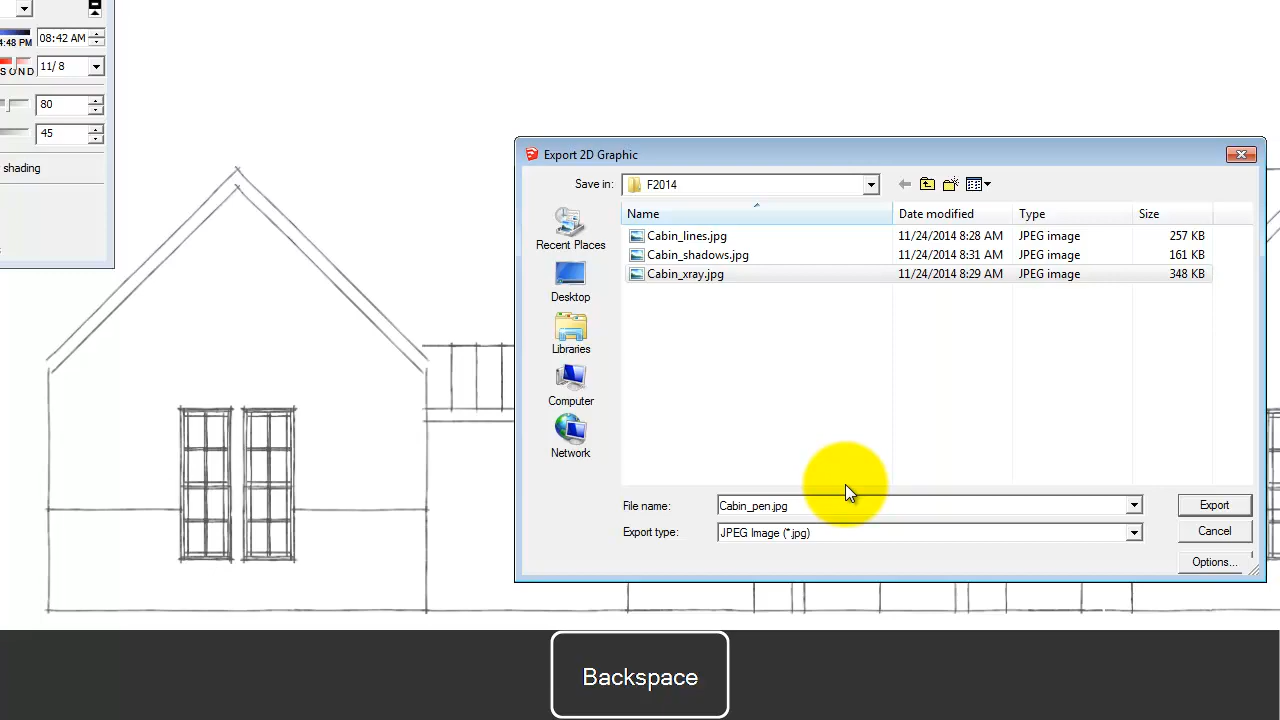 4:48 PM 08:42 AM
S O N D 11/ 8
80
45
shading
Export 2D Graphic
Save in: F2014
Name Date modified Type Size
Cabin_lines.jpg 11/24/2014 8:28 AM JPEG image 257 KB
Cabin_shadows.jpg 11/24/2014 8:31 AM JPEG image 161 KB
Cabin_xray.jpg 11/24/2014 8:29 AM JPEG image 348 KB
Recent Places
Desktop
Libraries
Computer
Network
File name: Cabin_pen.jpg Export
Export type: JPEG Image (*.jpg) Cancel
Options...
Backspace